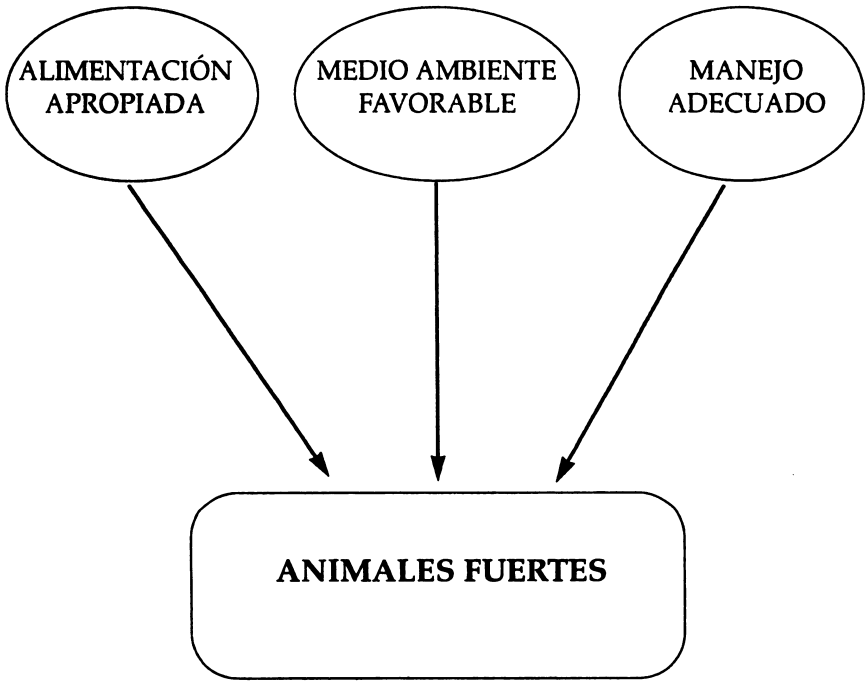 ALIMENTACIÓN
APROPIADA
MEDIO AMBIENTE
FAVORABLE
MANEJO
ADECUADO
ANIMALES FUERTES